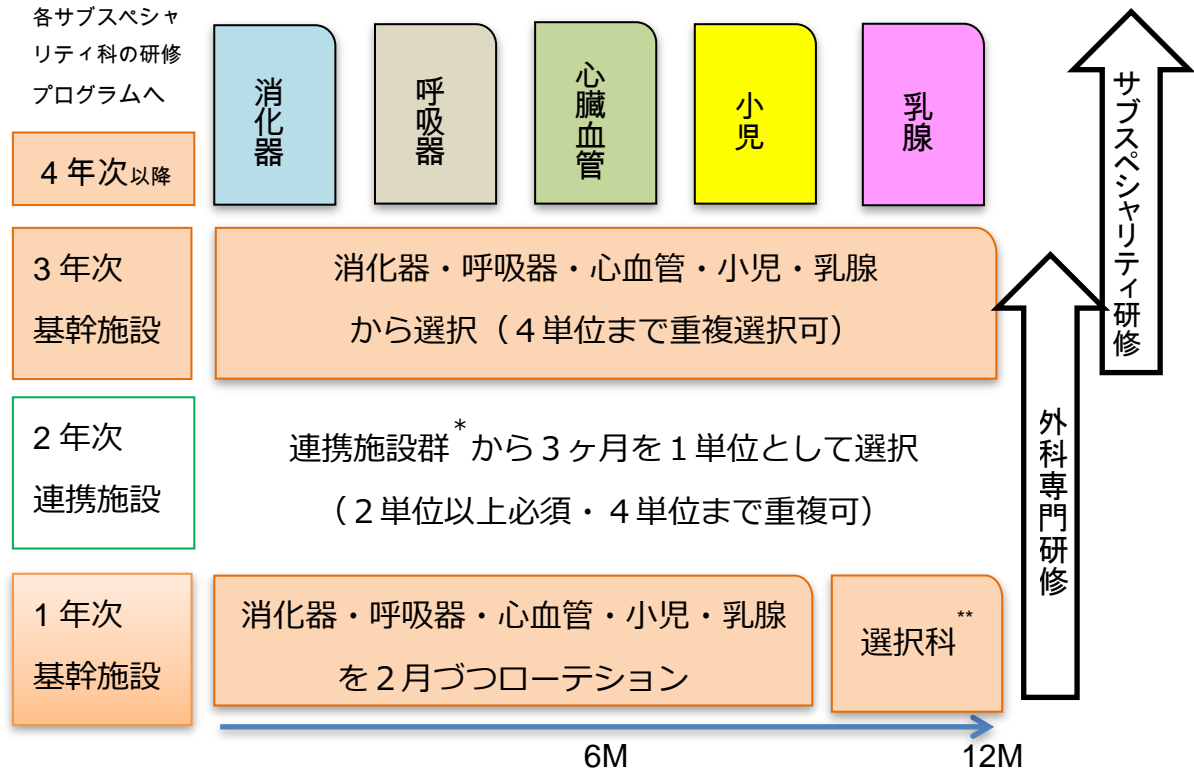 各サブスペシャ
リティ科の研修
プログラムへ
消化器
呼吸器
心臓血管
小児
乳腺
4年次以降
3年次
基幹施設
消化器・呼吸器・心血管・小児・乳腺
から選択（４単位まで重複選択可）
2年次
連携施設
連携施設群*から３ヶ月を１単位として選択
（２単位以上必須・４単位まで重複可）
1年次
基幹施設
消化器・呼吸器・心血管・小児・乳腺
を２月づつローテション
選択科**
6M
12M
外科専門研修
サブスペシャリティ研修